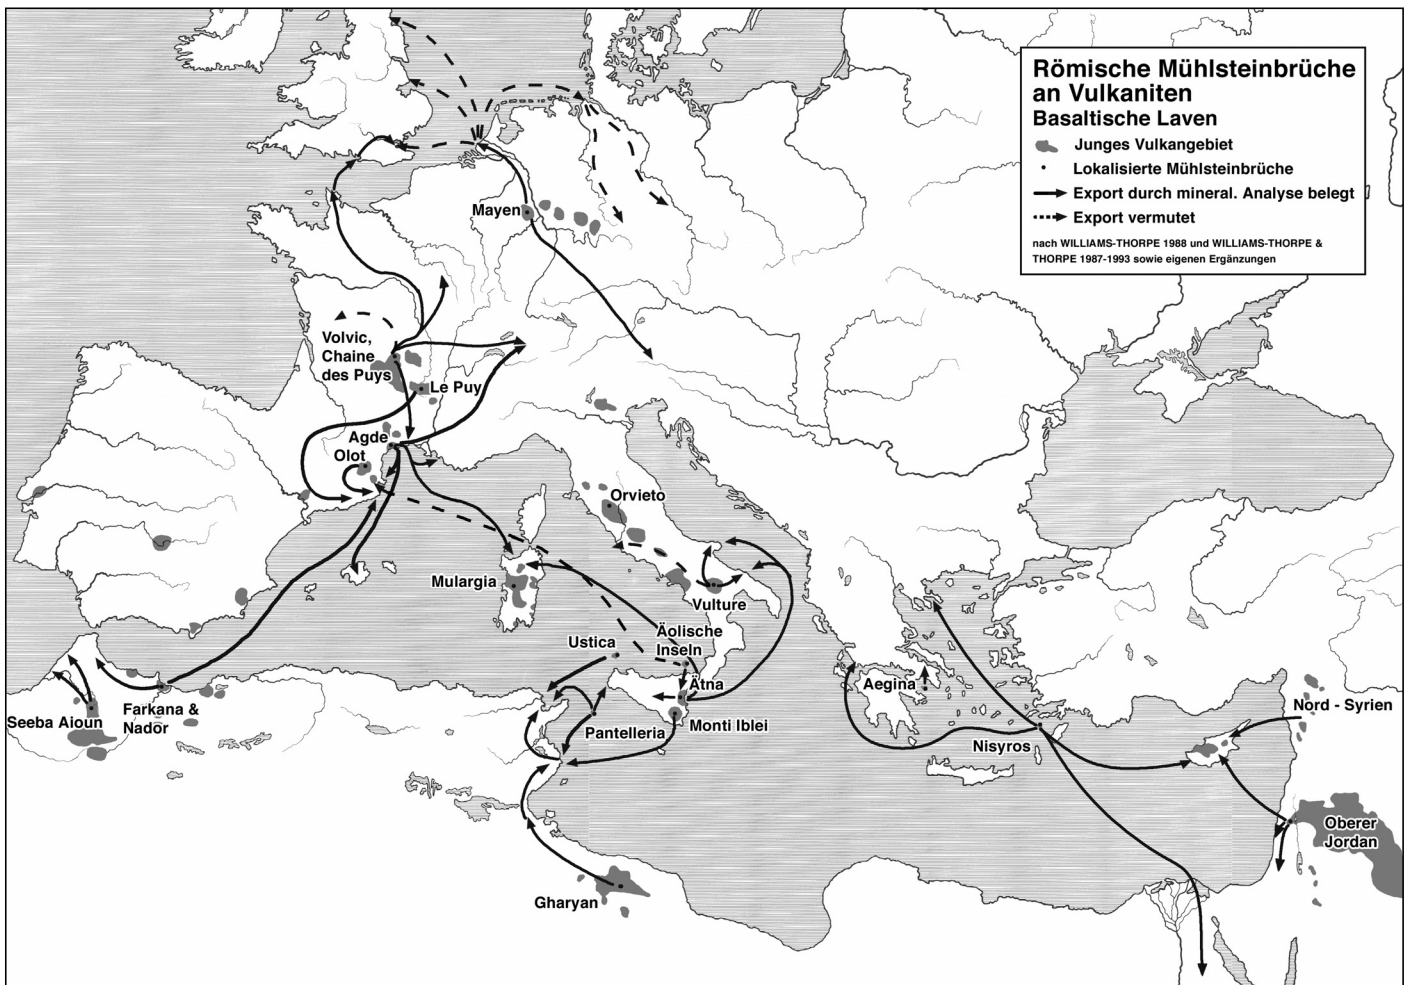 Römische Mühlsteinbrüche
an Vulkaniten
Basaltische Laven
Junges Vulkangebiet
Lokalisierte Mühlsteinbrüche
Export durch mineral. Analyse belegt
Export vermutet
nach WILLIAMS-THORPE 1988 und WILLIAMS-THORPE &
THORPE 1987-1993 sowie eigenen Ergänzungen
Mayen
Volvic,
Chaine
des Puys
Le Puy
Agde
Olot
Orvieto
Mulargia
Vulture
Ustica
Äolische
Inseln
Ätna
Aegina
Seeba Aioun
Farkana &
Nador
Pantelleria
Monti Iblei
Nisyros
Nord - Syrien
Oberer
Jordan
Gharyan